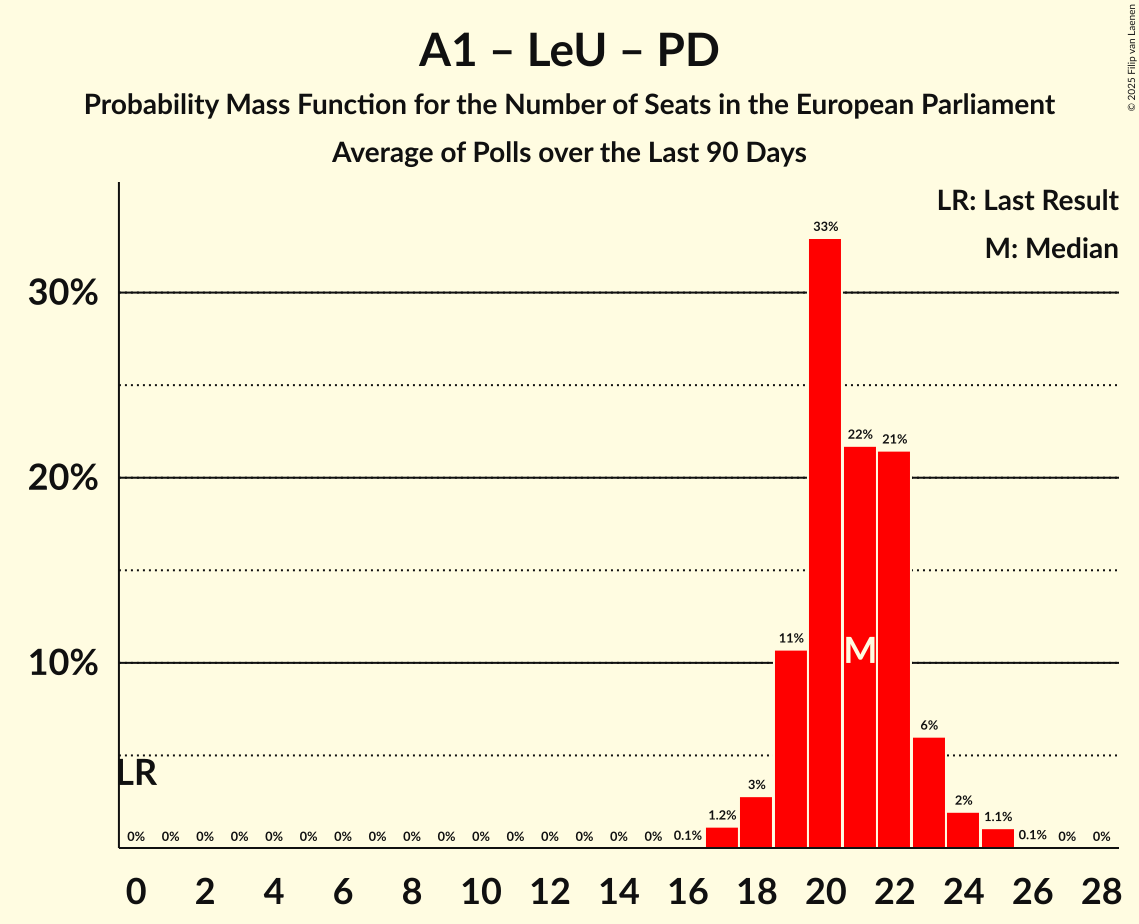 A1 – LeU – PD
Probability Mass Function for the Number of Seats in the European Parliament
Average of Polls over the Last 90 Days
© 2025 Filip van Laenen
LR: Last Result
M: Median
33%
30%
22% 21%
20%
11%
M
10%
6%
LR
3%
2%
1.2% 1.1%
0% 0% 0% 0% 0% 0% 0% 0% 0% 0% 0% 0% 0% 0% 0% 0% 0.1% 0.1% 0% 0%
0 2 4 6 8 10 12 14 16 18 20 22 24 26 28